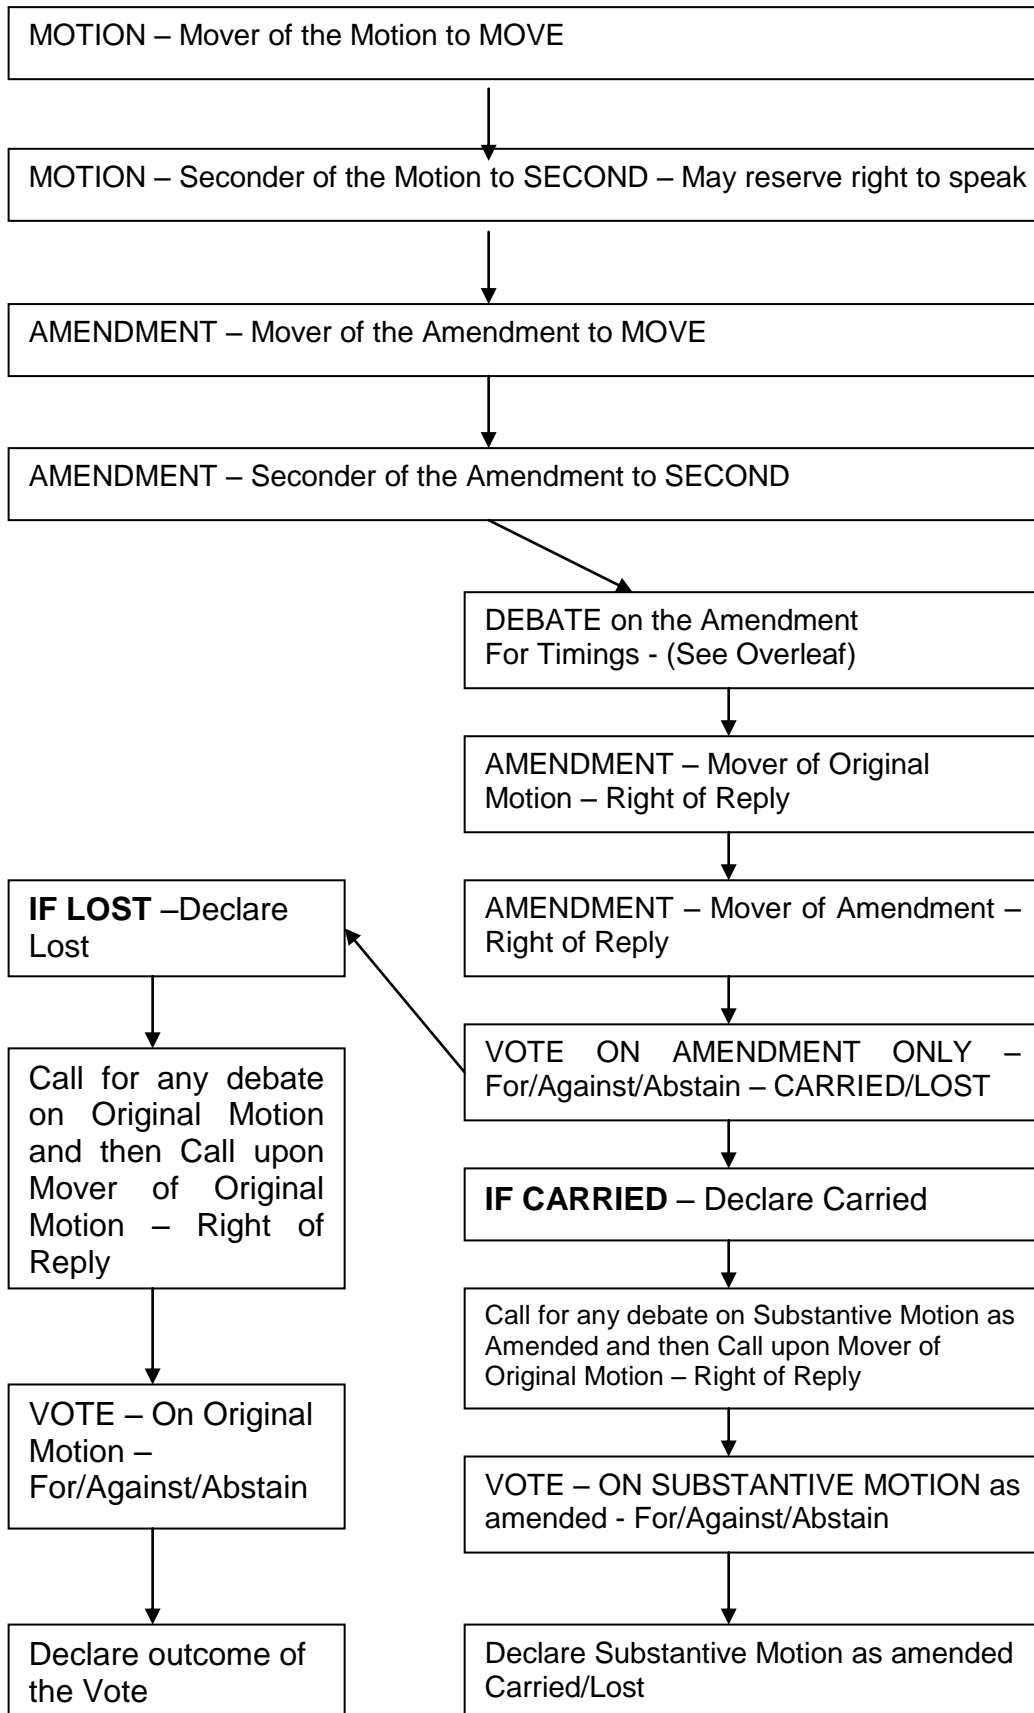 MOTION – Mover of the Motion to MOVE
MOTION – Seconder of the Motion to SECOND – May reserve right to speak
AMENDMENT – Mover of the Amendment to MOVE
AMENDMENT – Seconder of the Amendment to SECOND
DEBATE on the Amendment
For Timings - (See Overleaf)
AMENDMENT – Mover of Original
Motion – Right of Reply
AMENDMENT – Mover of Amendment –
Right of Reply
VOTE ON AMENDMENT ONLY –
For/Against/Abstain – CARRIED/LOST
IF LOST –Declare
Lost
Call for any debate
on Original Motion
and then Call upon
Mover of Original
Motion – Right of
Reply
VOTE – On Original
Motion –
For/Against/Abstain
Declare outcome of
the Vote
IF CARRIED – Declare Carried
Call for any debate on Substantive Motion as
Amended and then Call upon Mover of
Original Motion – Right of Reply
VOTE – ON SUBSTANTIVE MOTION as
amended - For/Against/Abstain
Declare Substantive Motion as amended
Carried/Lost